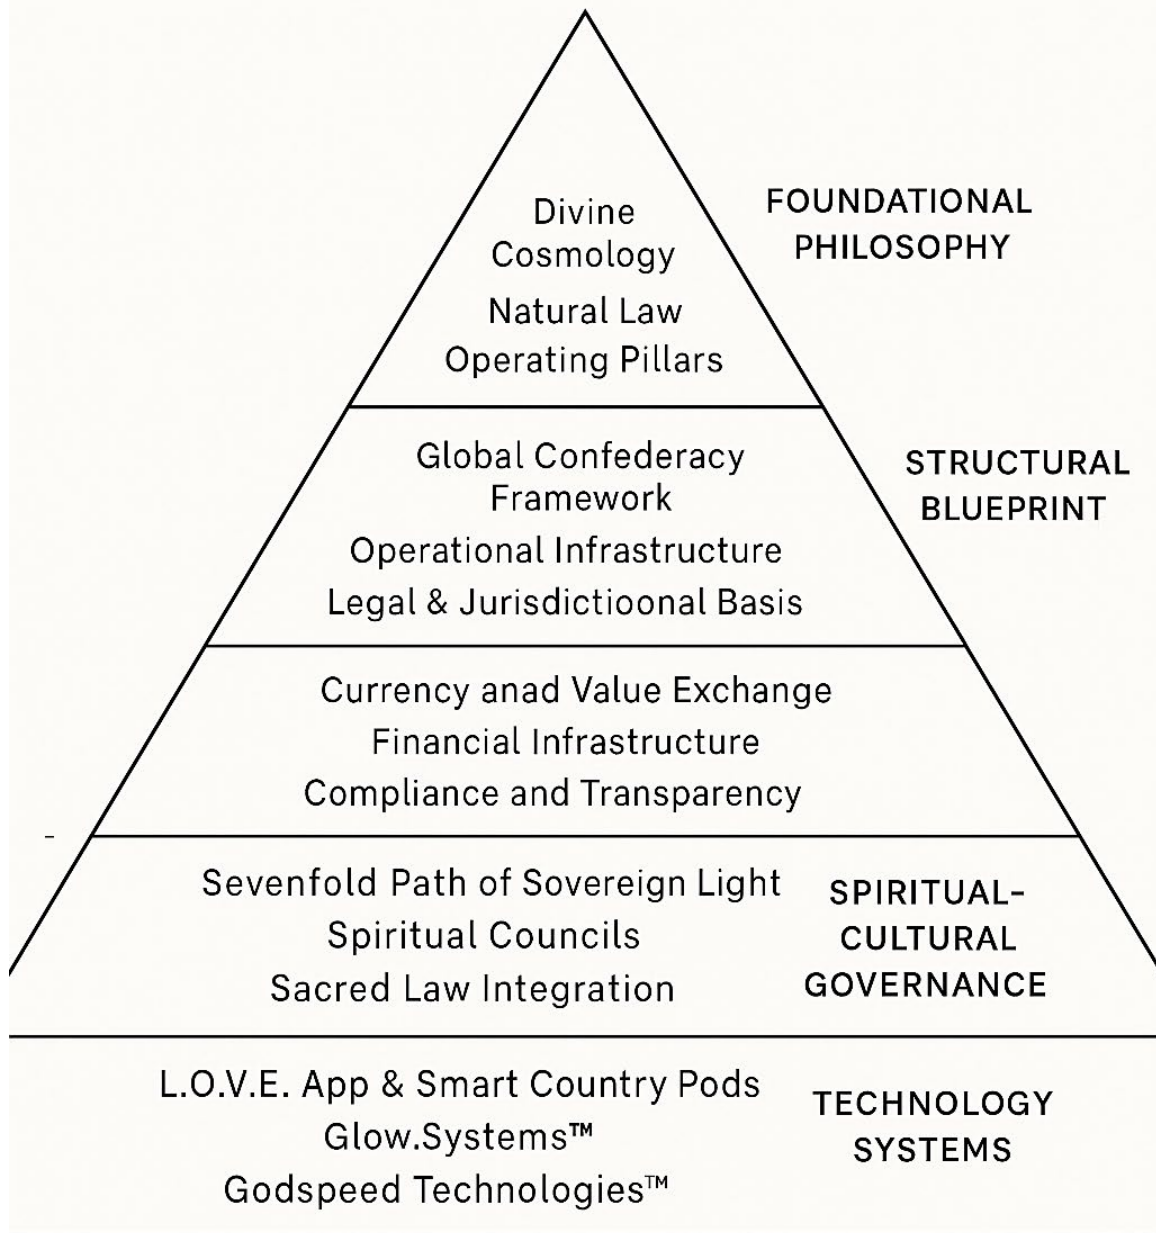 Divine
Cosmology
Natural Law
Operating Pillars
FOUNDATIONAL
PHILOSOPHY
Global Confederacy
Framework
Operational Infrastructure
Legal & Jurisdictioonal Basis
STRUCTURAL
BLUEPRINT
Currency anad Value Exchange
Financial Infrastructure
Compliance and Transparency
Sevenfold Path of Sovereign Light
Spiritual Councils
Sacred Law Integration
SPIRITUAL-
CULTURAL
GOVERNANCE
L.O.V.E. App & Smart Country Pods
Glow.Systems™
Godspeed Technologies™
TECHNOLOGY
SYSTEMS